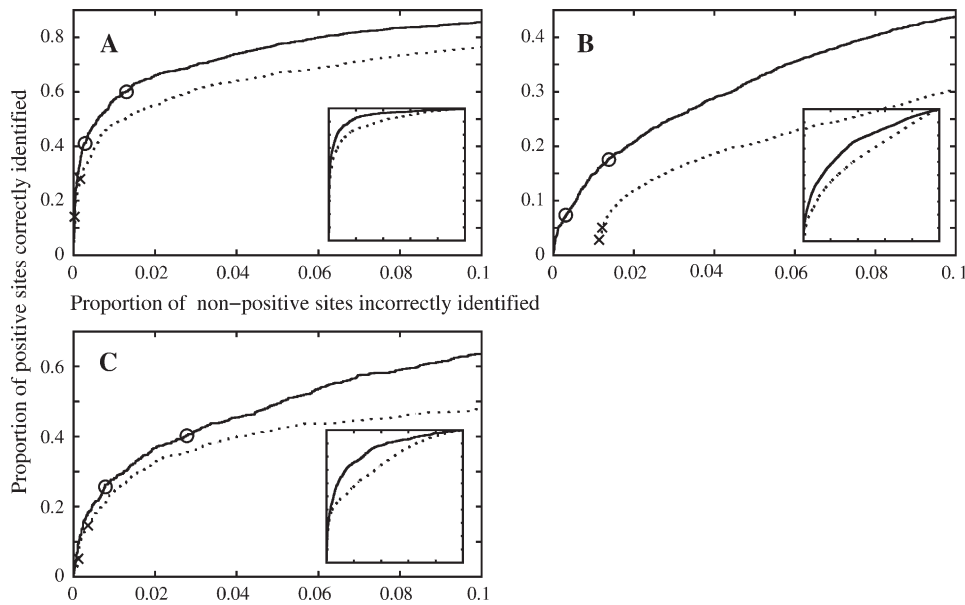 Proportion of positive sites correctly identified
A
0.8
0.6
0.4
0.2
0
0 0.02 0.04 0.06 0.08 0.1
B
0.4
0.3
0.2
0.1
0
0 0.02 0.04 0.06 0.08 0.1
Proportion of non−positive sites incorrectly identified
C
0.6
0.4
0.2
0
0 0.02 0.04 0.06 0.08 0.1